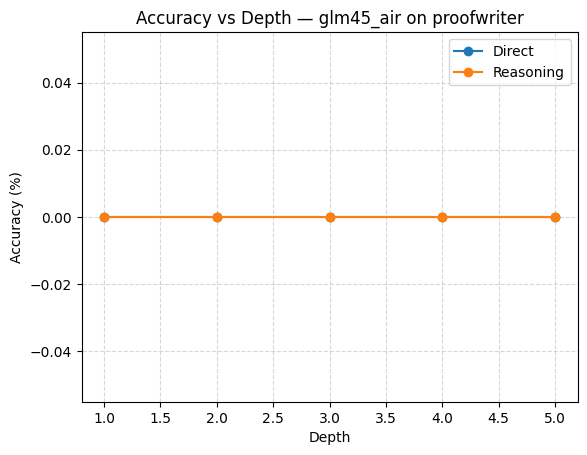 Accuracy vs Depth — glm45_air on proofwriter
Direct
Reasoning
Accuracy (%)
0.04
0.02
0.00
−0.02
−0.04
1.0 1.5 2.0 2.5 3.0 3.5 4.0 4.5 5.0
Depth